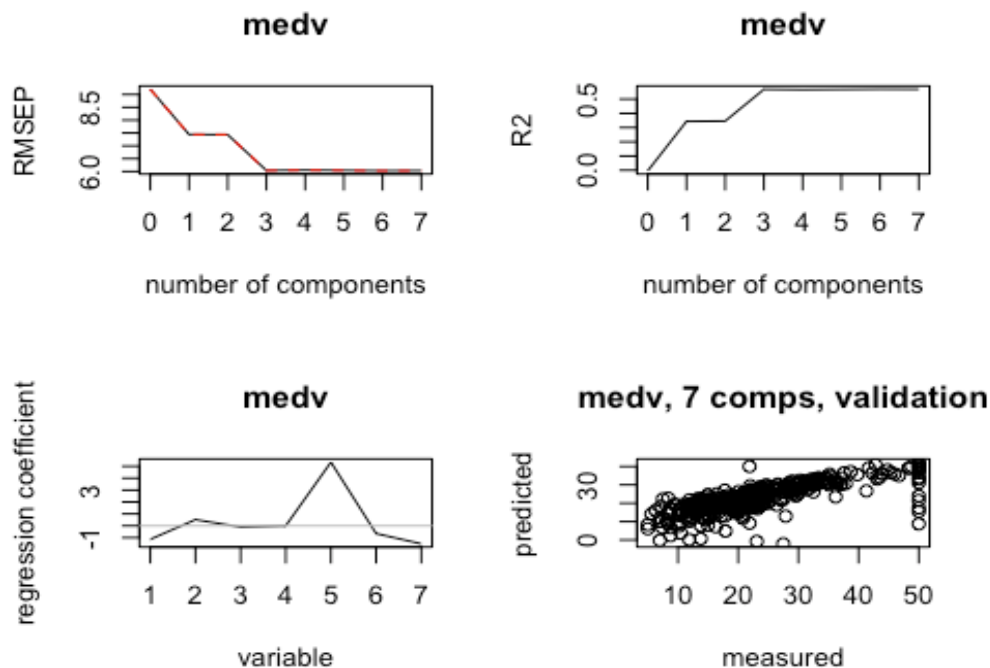 medv
RMSEP
8.5
6.0
0 1 2 3 4 5 6 7
number of components
medv
R2
0.5
0.0
0 1 2 3 4 5 6 7
number of components
medv
regression coefficient
3
-1
1 2 3 4 5 6 7
variable
medv, 7 comps, validation
predicted
30
0
10 20 30 40 50
measured